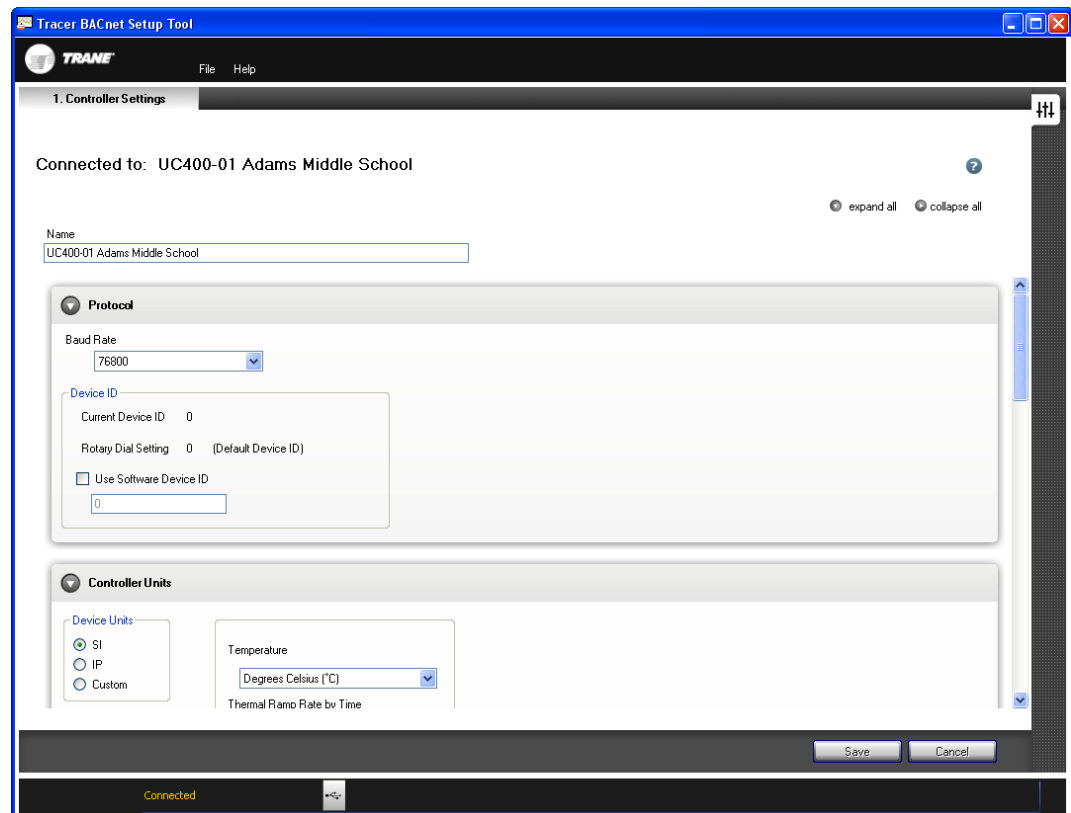 Tracer BACnet Setup Tool
TRANE
File Help
1. Controller Settings
Connected to: UC400-01 Adams Middle School
expand all collapse all
Name
UC400-01 Adams Middle School
Protocol
Baud Rate
76800
Device ID
Current Device ID 0
Rotary Dial Setting 0 (Default Device ID)
Use Software Device ID
0
Controller Units
Device Units
SI
IP
Custom
Temperature
Degrees Celsius (˚C)
Thermal Ramp Rate by Time
Save Cancel
Connected